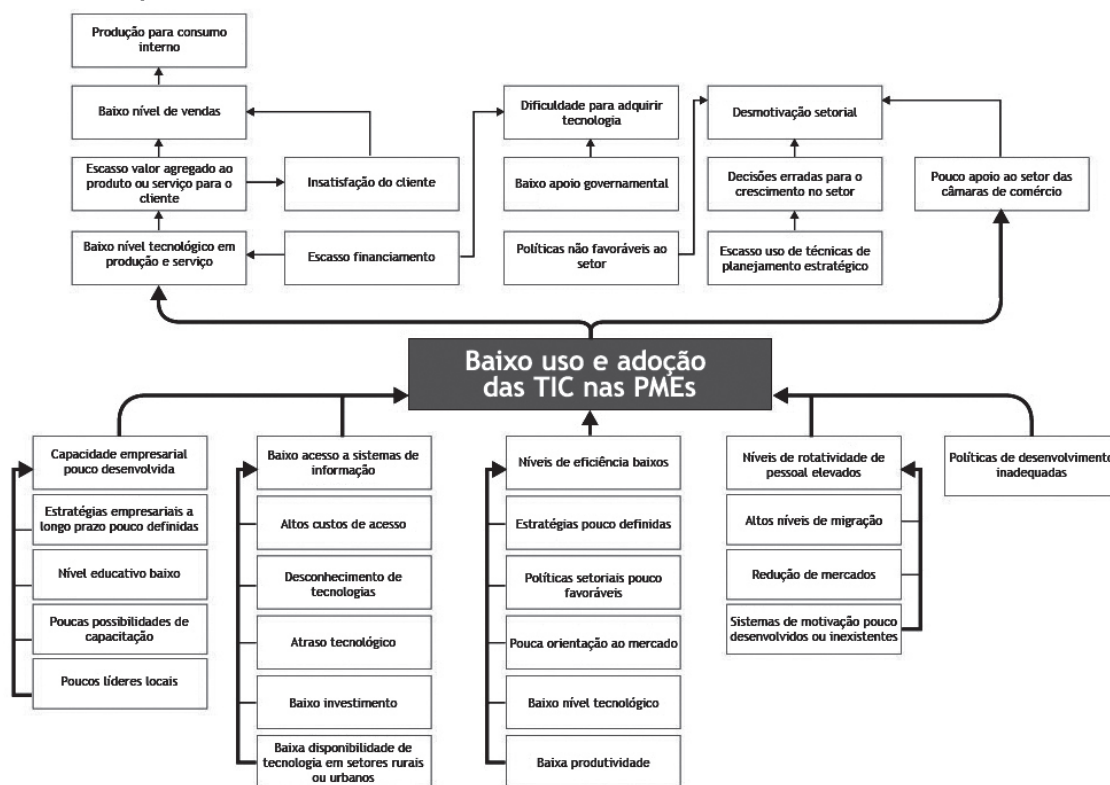 Produção para consumo
interno
Baixo nível de vendas
Dificuldade para adquirir
tecnologia
Desmotivação setorial
Escasso valor agregado ao
produto ou serviço para o
cliente
Insatisfação do cliente
Baixo apoio governamental
Decisões erradas para o
crescimento no setor
Pouco apoio ao setor das
câmaras de comércio
Baixo nível tecnológico em
produção e serviço
Escasso financiamento
Políticas não favoráveis ao
setor
Escasso uso de técnicas de
planejamento estratégico
Baixo uso e adoção
das TIC nas PMEs
Capacidade empresarial
pouco desenvolvida
Estratégias empresariais a
longo prazo pouco definidas
Nível educativo baixo
Poucas possibilidades de
capacitação
Poucos líderes locais
Baixo acesso a sistemas de
informação
Altos custos de acesso
Desconhecimento de
tecnologias
Atraso tecnológico
Baixo investimento
Baixa disponibilidade de
tecnologia em setores rurais
ou urbanos
Níveis de eficiência baixos
Estratégias pouco definidas
Políticas setoriais pouco
favoráveis
Pouca orientação ao mercado
Baixo nível tecnológico
Baixa produtividade
Níveis de rotatividade de
pessoal elevados
Altos níveis de migração
Redução de mercados
Sistemas de motivação pouco
desenvolvidos ou inexistentes
Políticas de desenvolvimento
inadequadas